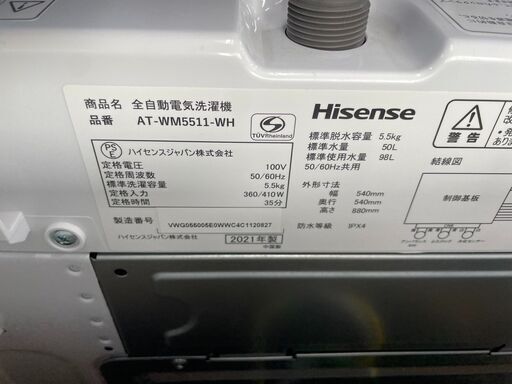 商品名 全自動電気洗濯機
品番 AT-WM5511-WH
PS
E
ハイセンスジャパン株式会社
定格電圧 100V
定格周波数 50/60Hz
標準洗濯容量 5.5kg
定格入力 360/410W
定格時間 35分
製造番号 VWG055005E0WWC4C1120827
ハイセンスジャパン株式会社
2021年製
中国製
TÜVRheinland
Hisense
標準脱水容量 5.5kg
標準水量 50L
標準使用水量 98L
50/60Hz共用
外形寸法
幅 540mm
奥行 540mm
高さ 880mm
防水等級 IPX4
警告
結線図
制御基板